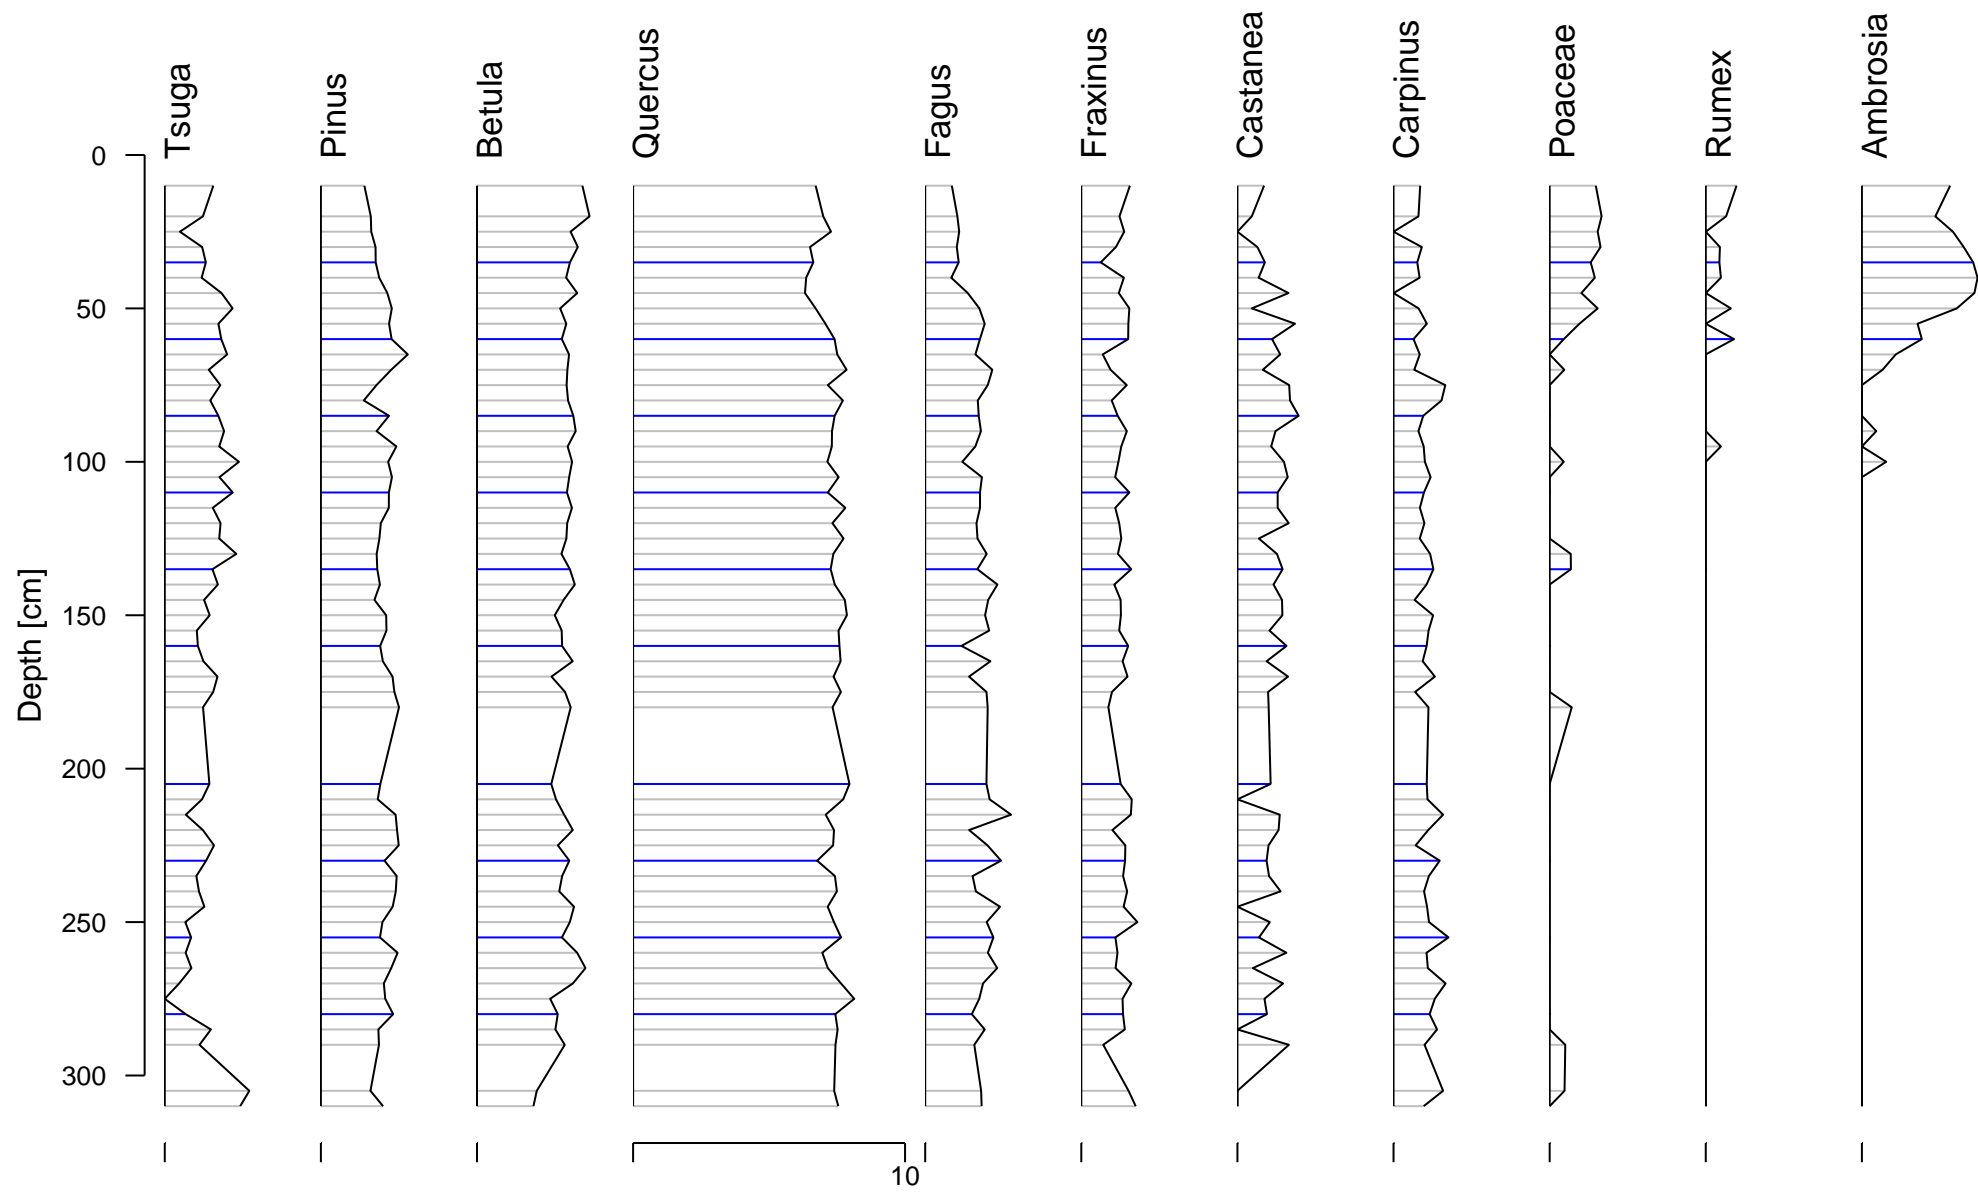 Tsuga
Pinus
Betula
Quercus
Fagus
Fraxinus
Castanea
Carpinus
Poaceae
Rumex
Ambrosia
0
50
100
150
200
250
300
Depth [cm]
10